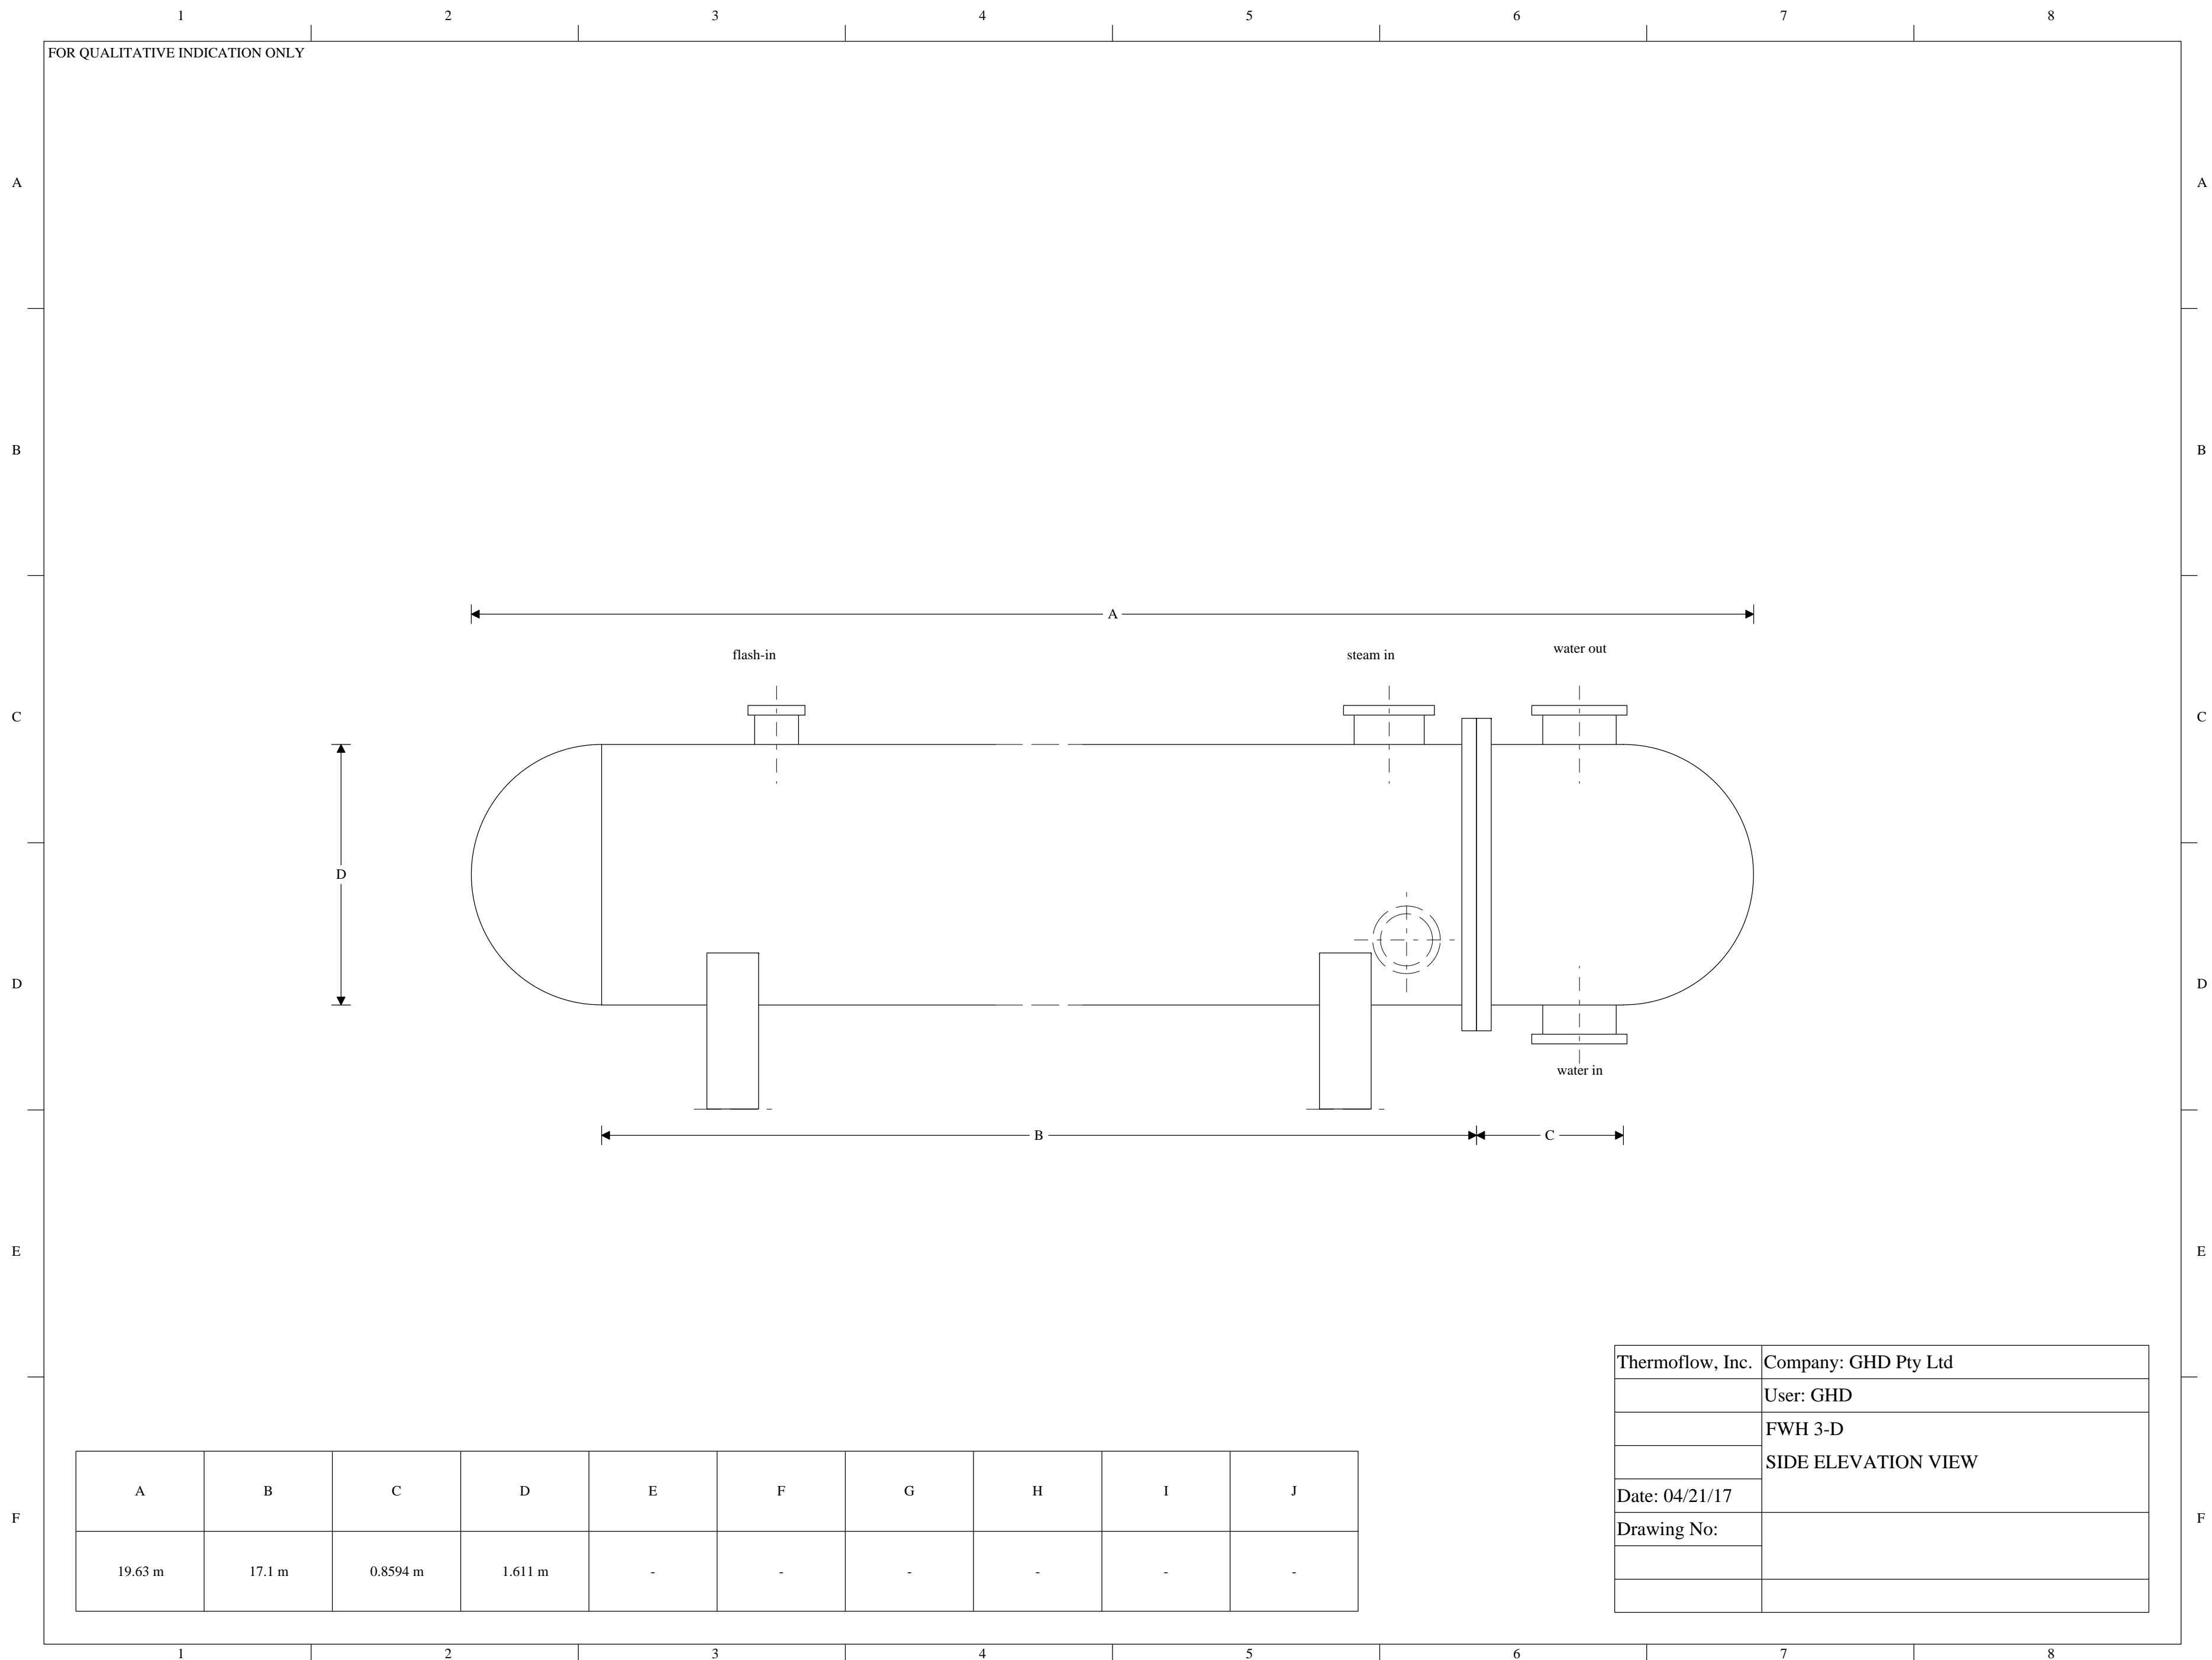 1 2 3 4 5 6 7 8
FOR QUALITATIVE INDICATION ONLY
A A
B B
A
flash-in steam in water out
C C
D
D D
water in
B C
E E
Thermoflow, Inc. Company: GHD Pty Ltd
User: GHD
FWH 3-D
SIDE ELEVATION VIEW
Date: 04/21/17
Drawing No:
A B C D E F G H I J
F F
19.63 m 17.1 m 0.8594 m 1.611 m - - - - - -
1 2 3 4 5 6 7 8